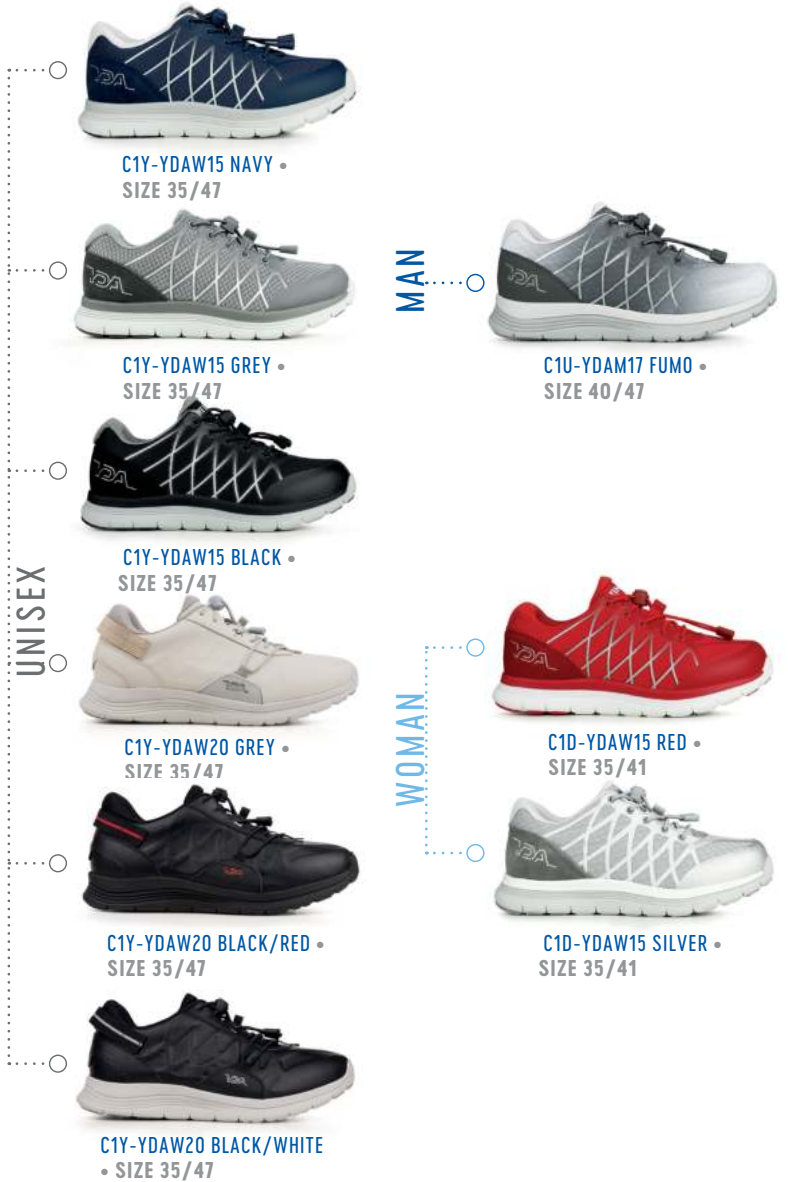 UNISEX
C1Y-YDAW15 NAVY •
SIZE 35/47
C1Y-YDAW15 GREY •
SIZE 35/47
C1Y-YDAW15 BLACK •
SIZE 35/47
C1Y-YDAW20 GREY •
SIZE 35/47
C1Y-YDAW20 BLACK/RED •
SIZE 35/47
C1Y-YDAW20 BLACK/WHITE
• SIZE 35/47
MAN
C1U-YDAM17 FUMO •
SIZE 40/47
WOMAN
C1D-YDAW15 RED •
SIZE 35/41
C1D-YDAW15 SILVER •
SIZE 35/41